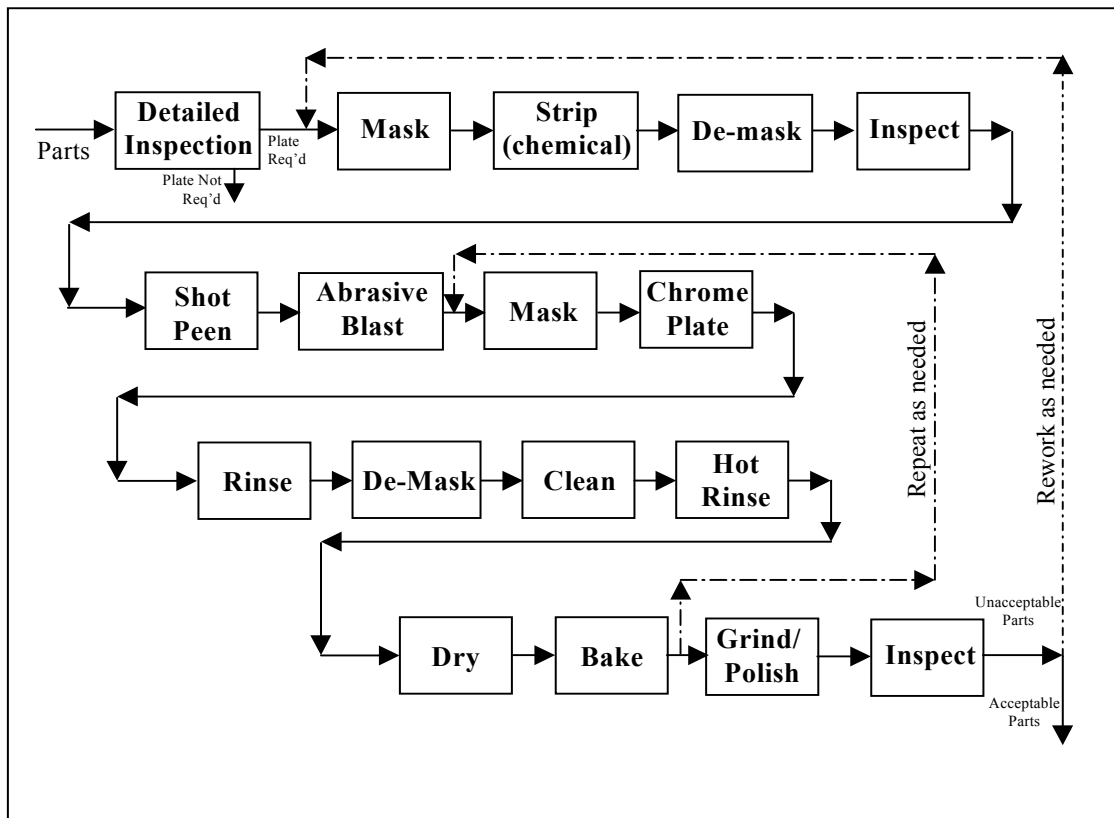 Parts
Detailed
Inspection
Plate
Req'd
Plate Not
Req'd
Mask
Strip
(chemical)
De-mask
Inspect
Shot
Peen
Abrasive
Blast
Mask
Chrome
Plate
Rinse
De-Mask
Clean
Hot
Rinse
Repeat as needed
Rework as needed
Dry
Bake
Grind/
Polish
Inspect
Unacceptable
Parts
Acceptable
Parts